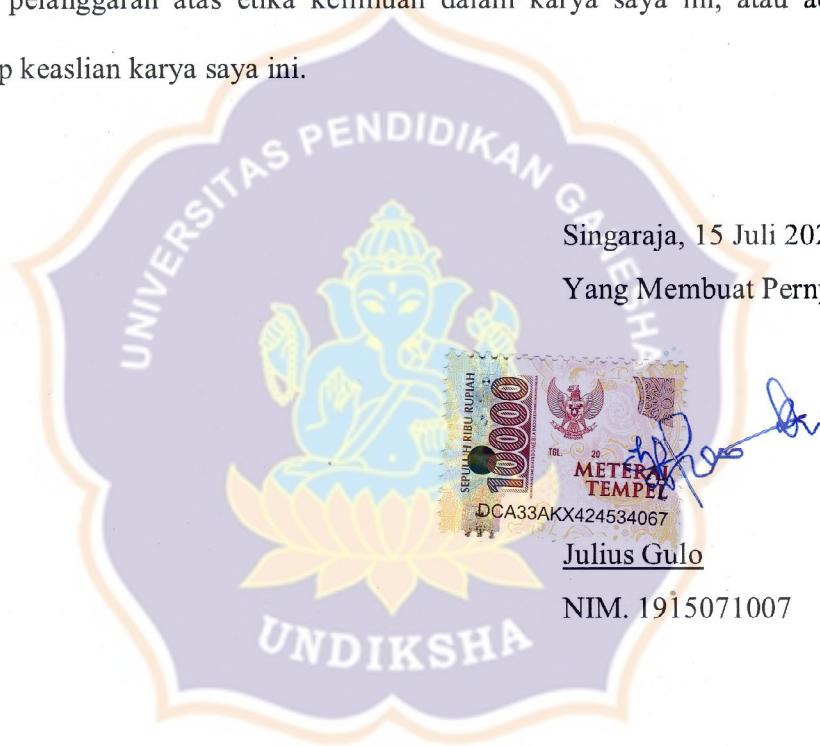 pelanggaran atas etika keilmuan dalam karya saya ini, atau
p keaslian karya saya ini.
UNIVERSITAS PENDIDIKAN GANESHA
Singaraja, 15 Juli 202
Yang Membuat Perny
SEPULUH RIBU RUPIAH
10000
TGL. 20
METERAI
TEMPEL
DCA33AKX424534067
Julius Gulo
NIM. 1915071007
UNDIKSHA